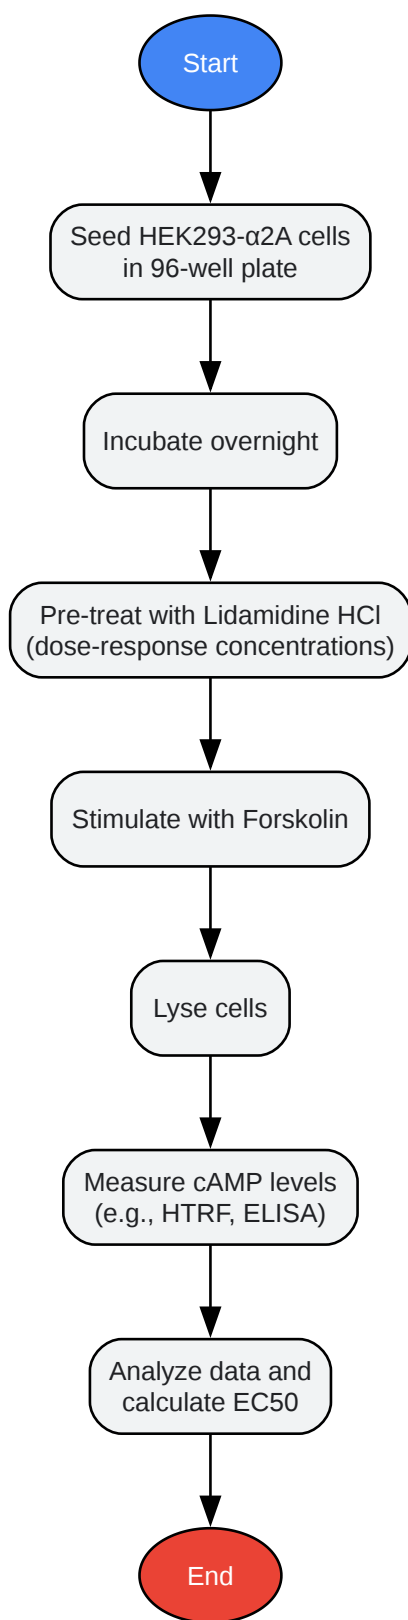 Start
Seed HEK293-α2A cells
in 96-well plate
Incubate overnight
Pre-treat with Lidamidine HCl
(dose-response concentrations)
Stimulate with Forskolin
Lyse cells
Measure cAMP levels
(e.g., HTRF, ELISA)
Analyze data and
calculate EC50
End